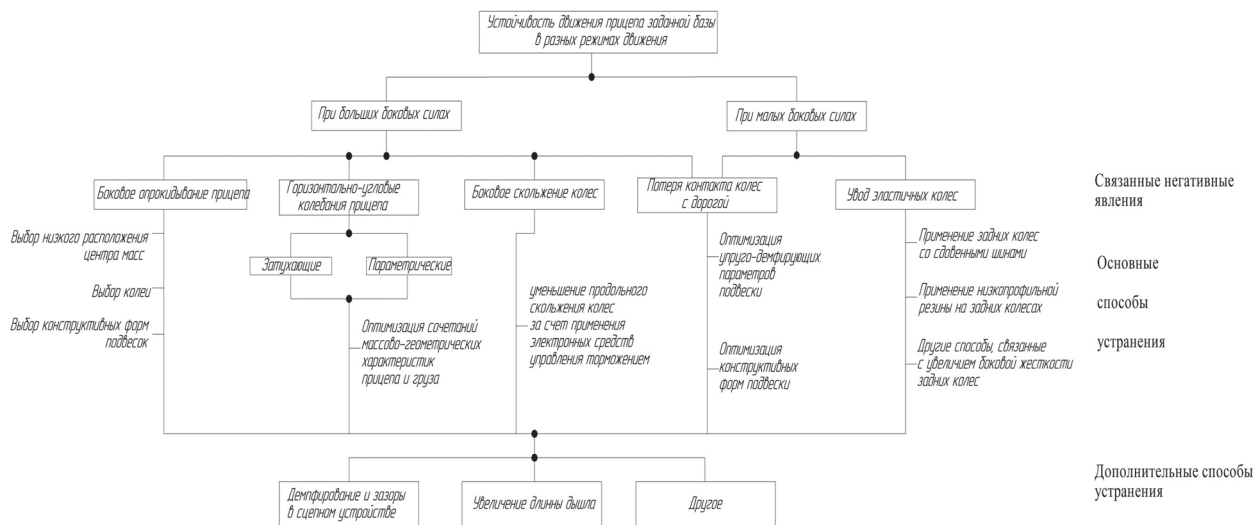 Устойчивость движения прицепа заданной базы
в разных режимах движения
При больших боковых силах
При малых боковых силах
Боковое опрокидывание прицепа
Горизонтально-угловые
колебания прицепа
Боковое скольжение колес
Потеря контакта колес
с дорогой
Увод эластичных колес
Связанные негативные
явления
Выбор низкого расположения
центра масс
Выбор колеи
Выбор конструктивных форм
подвесок
Затухающие
Параметрические
Оптимизация сочетаний
массово-геометрических
характеристик
прицепа и груза
уменьшение продольного
скольжения колес
за счет применения
электронных средств
управления торможением
Оптимизация
упруго-демфирующих
параметров
подвески
Оптимизация
конструктивных
форм подвески
Применение задних колес
со сдвоенными шинами
Применение низкопрофильной
резины на задних колесах
Другие способы, связанные
с увеличием боковой жесткости
задних колес
Основные
способы
устранения
Демпфирование и зазоры
в сцепном устройстве
Увеличение длинны дышла
Другое
Дополнительные способы
устранения